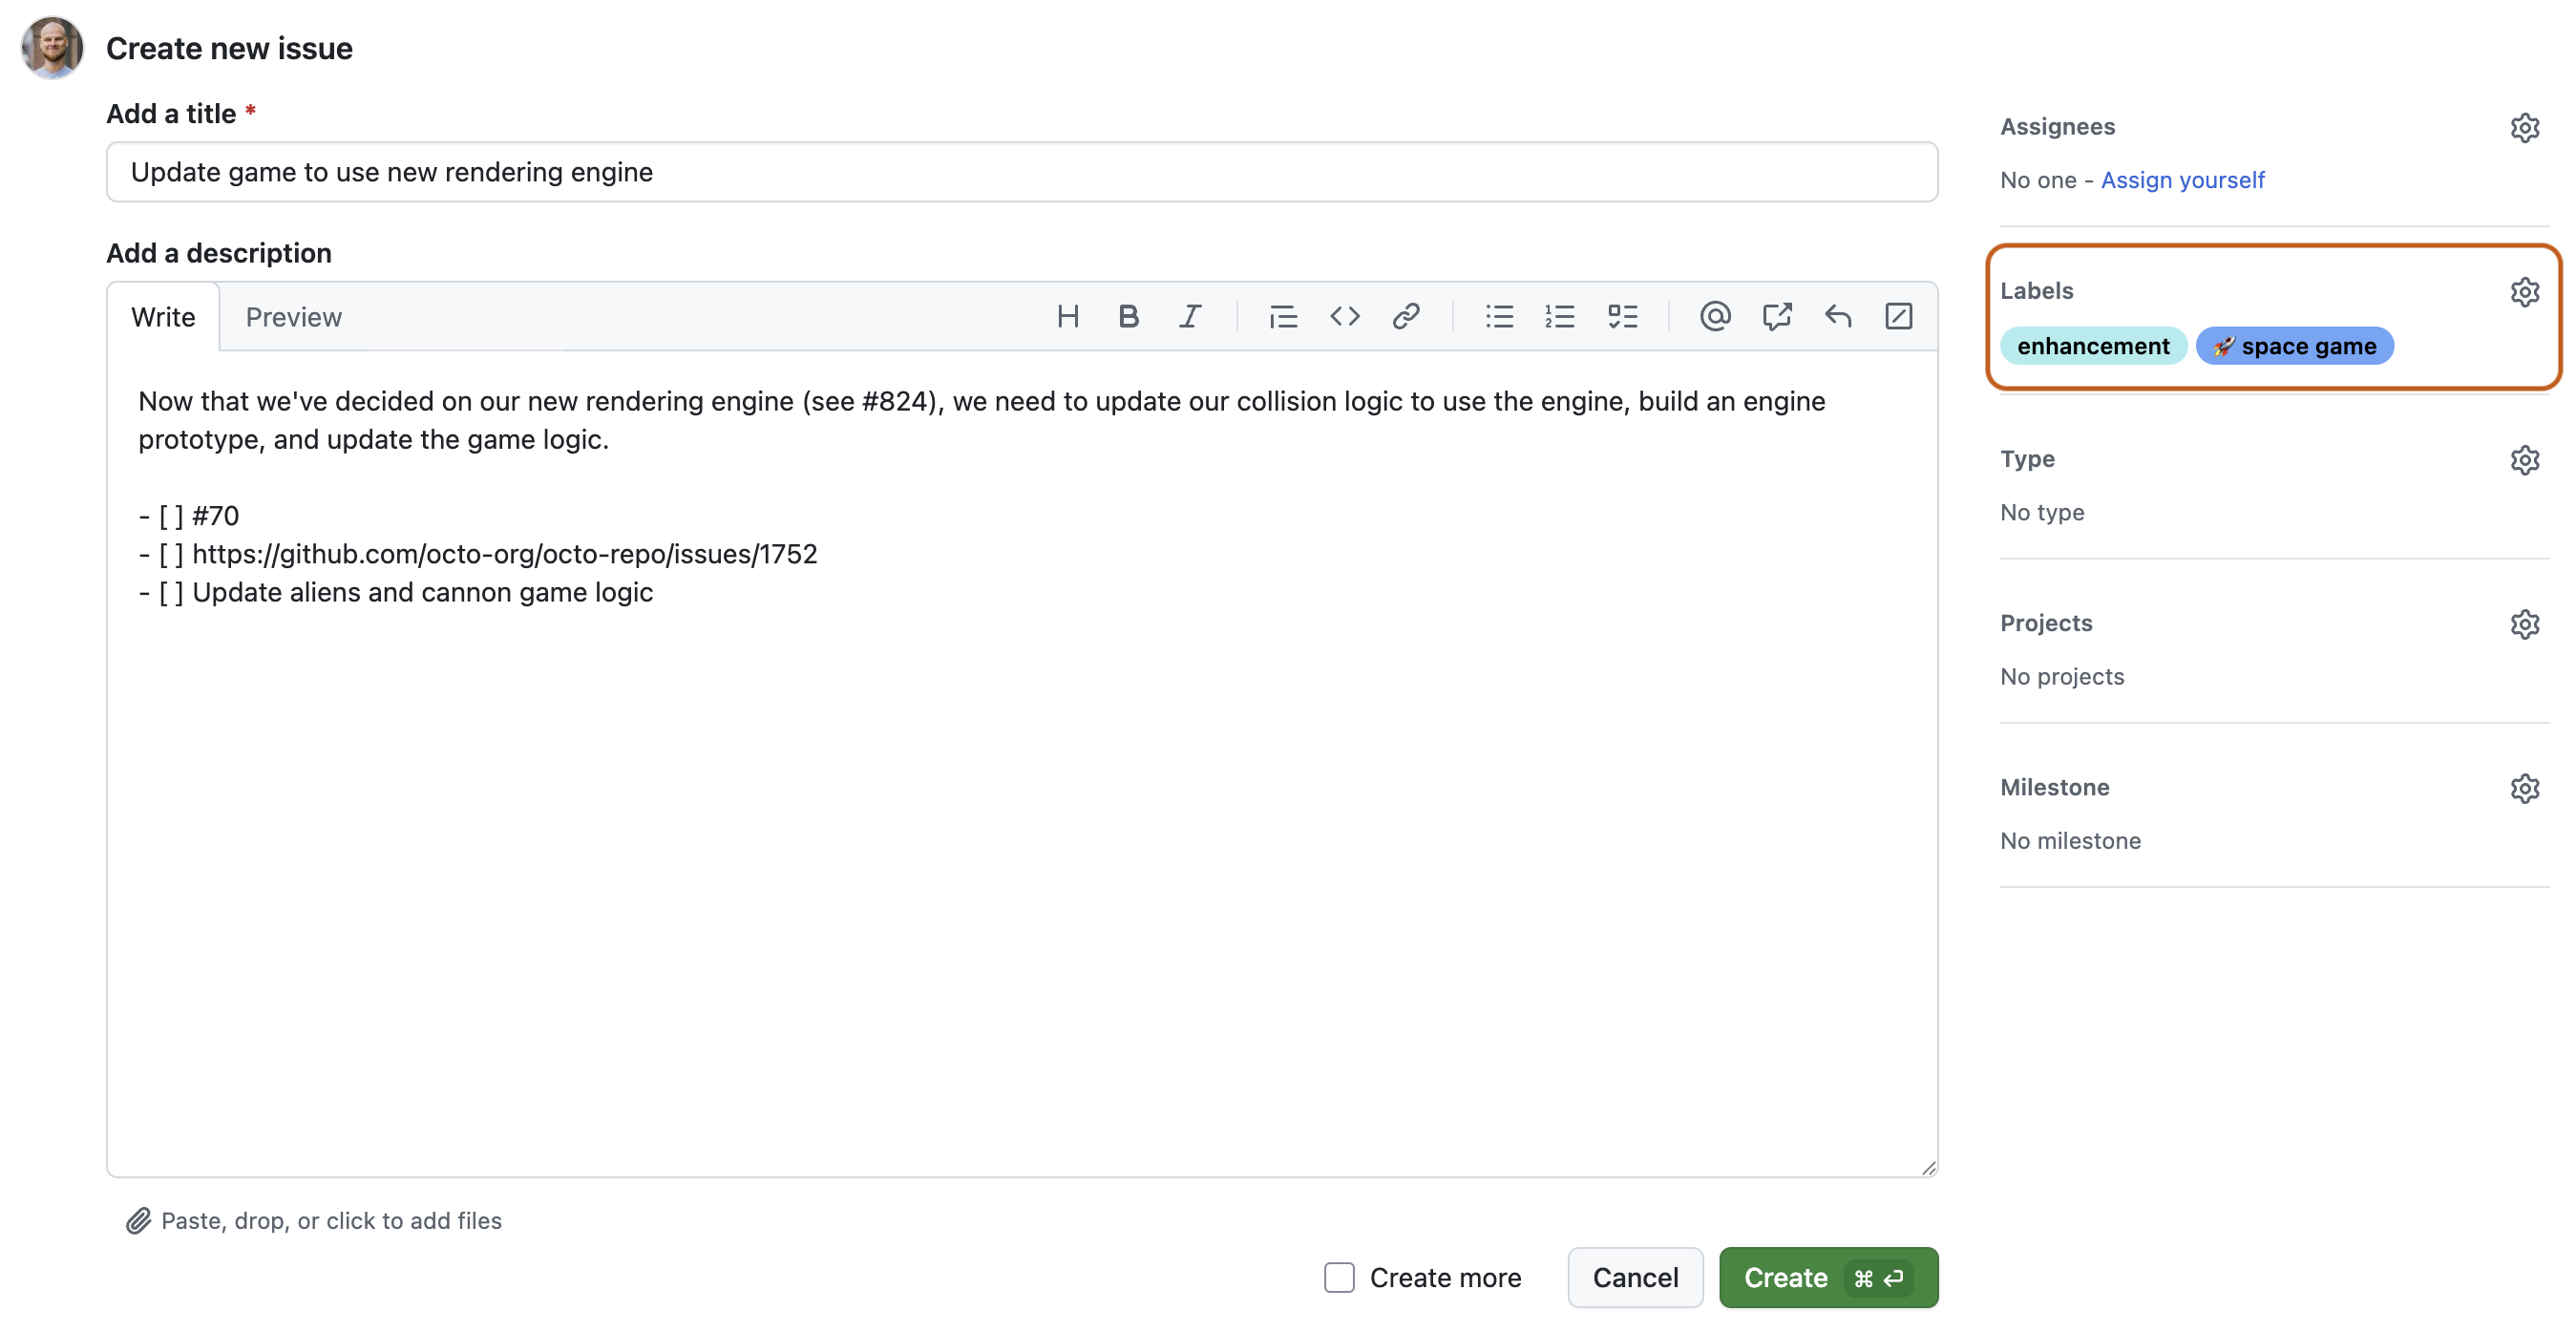 Create new issue
Add a title *
Update game to use new rendering engine
Add a description
Write Preview
Now that we've decided on our new rendering engine (see #824), we need to update our collision logic to use the engine, build an engine
prototype, and update the game logic.
- [ ] #70
- [ ] https://github.com/octo-org/octo-repo/issues/1752
- [ ] Update aliens and cannon game logic
Paste, drop, or click to add files
Create more
Cancel
Create ⌘ ↵
Assignees
No one - Assign yourself
Labels
enhancement 🚀 space game
Type
No type
Projects
No projects
Milestone
No milestone